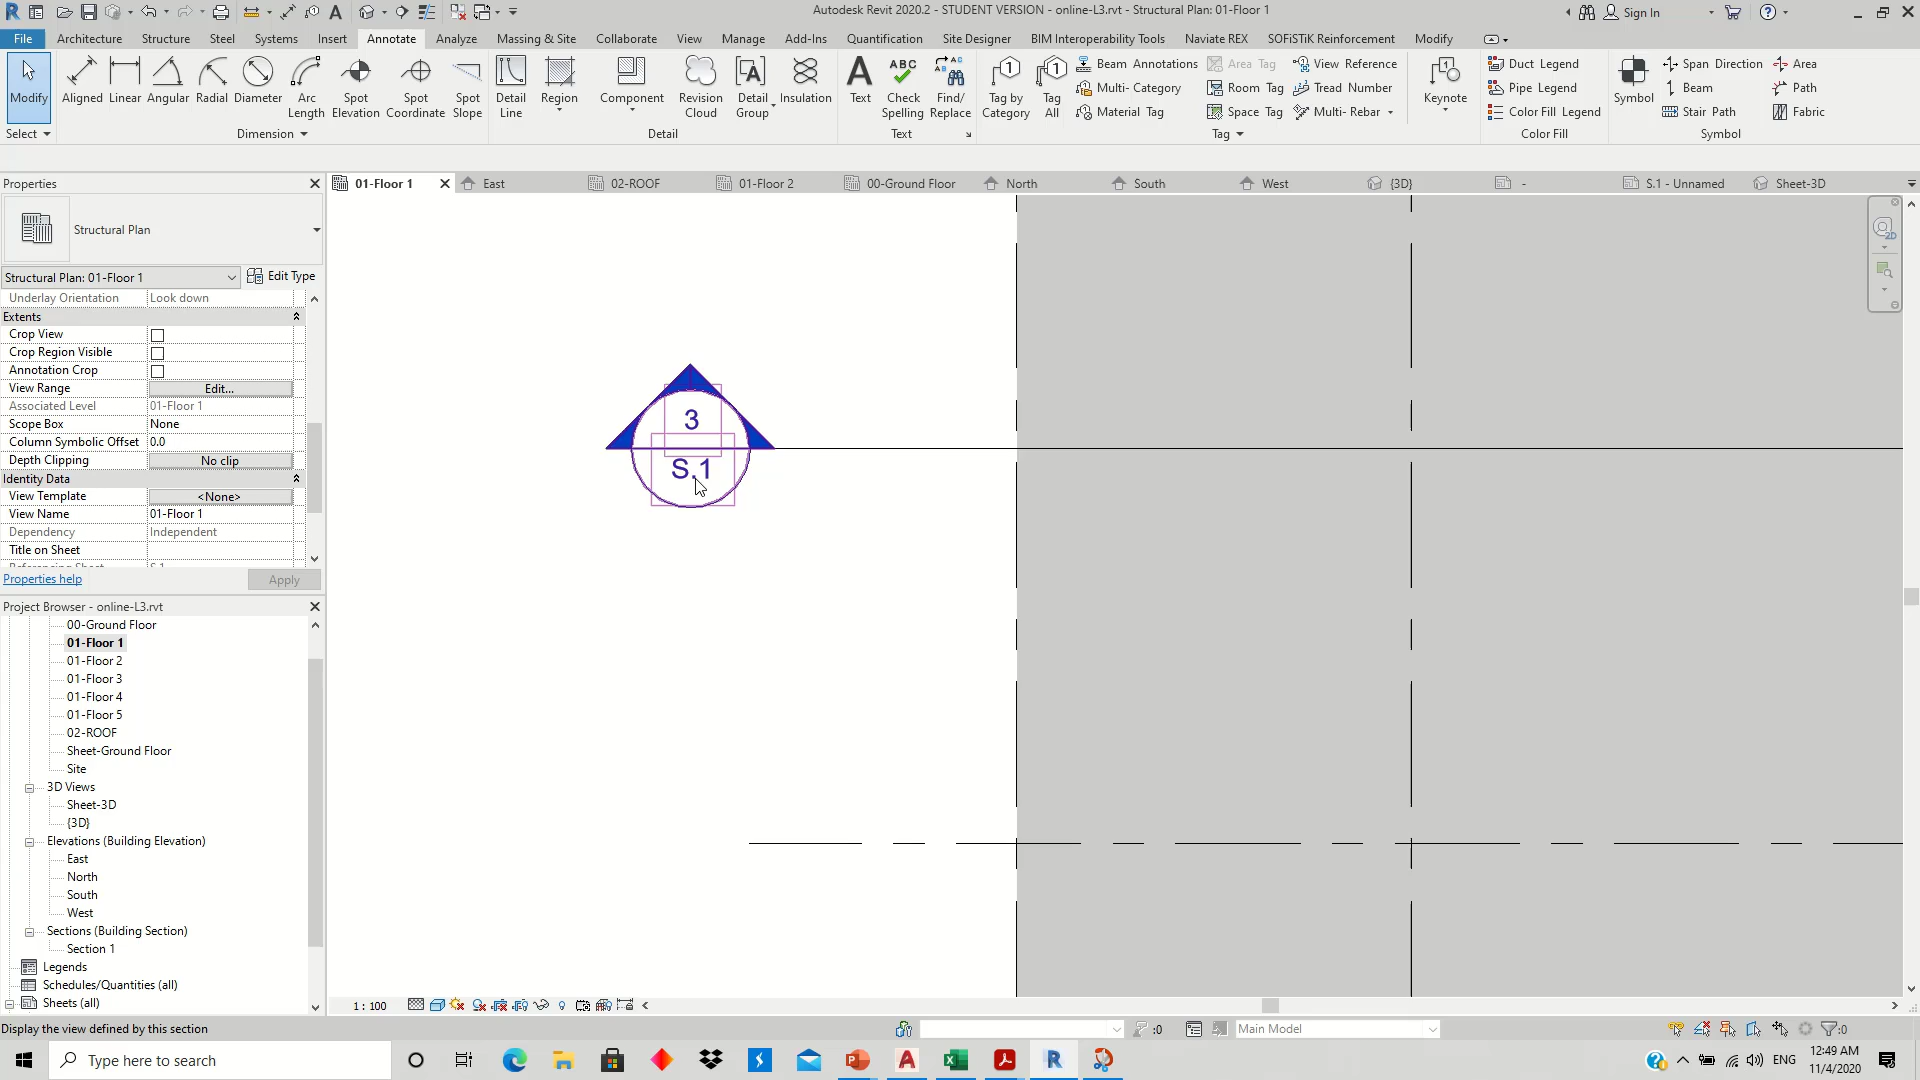 Autodesk Revit 2020.2 - STUDENT VERSION - online-L3.rvt - Structural Plan: 01-Floor 1
Sign In
File Architecture Structure Steel Systems Insert Annotate Analyze Massing & Site Collaborate View Manage Add-Ins Quantification Site Designer BIM Interoperability Tools Naviate REX SOFiSTiK Reinforcement Modify
Modify Aligned Linear Angular Radial Diameter Arc Length Spot Elevation Spot Coordinate Spot Slope Detail Line Region Component Revision Cloud Detail Group Insulation Text Check Spelling Find/ Replace Tag by Category Tag All
Beam Annotations Area Tag View Reference
Multi- Category Room Tag Tread Number
Material Tag Space Tag Multi- Rebar
Keynote
Duct Legend
Pipe Legend
Color Fill Legend
Symbol
Span Direction Area
Beam Path
Stair Path Fabric
Select Dimension Detail Text Tag Color Fill Symbol
Properties
01-Floor 1 East 02-ROOF 01-Floor 2 00-Ground Floor North South West {3D} - S.1 - Unnamed Sheet-3D
Structural Plan
Structural Plan: 01-Floor 1 Edit Type
Underlay Orientation Look down
Extents
Crop View
Crop Region Visible
Annotation Crop
View Range Edit...
Associated Level 01-Floor 1
Scope Box None
Column Symbolic Offset 0.0
Depth Clipping No clip
Identity Data
View Template <None>
View Name 01-Floor 1
Dependency Independent
Title on Sheet
Referencing Sheet S.1
Properties help Apply
Project Browser - online-L3.rvt
00-Ground Floor
01-Floor 1
01-Floor 2
01-Floor 3
01-Floor 4
01-Floor 5
02-ROOF
Sheet-Ground Floor
Site
3D Views
Sheet-3D
{3D}
Elevations (Building Elevation)
East
North
South
West
Sections (Building Section)
Section 1
Legends
Schedules/Quantities (all)
Sheets (all)
3
S.1
2D
1 : 100
Display the view defined by this section
:0
Main Model
:0
Type here to search
ENG
12:49 AM
11/4/2020